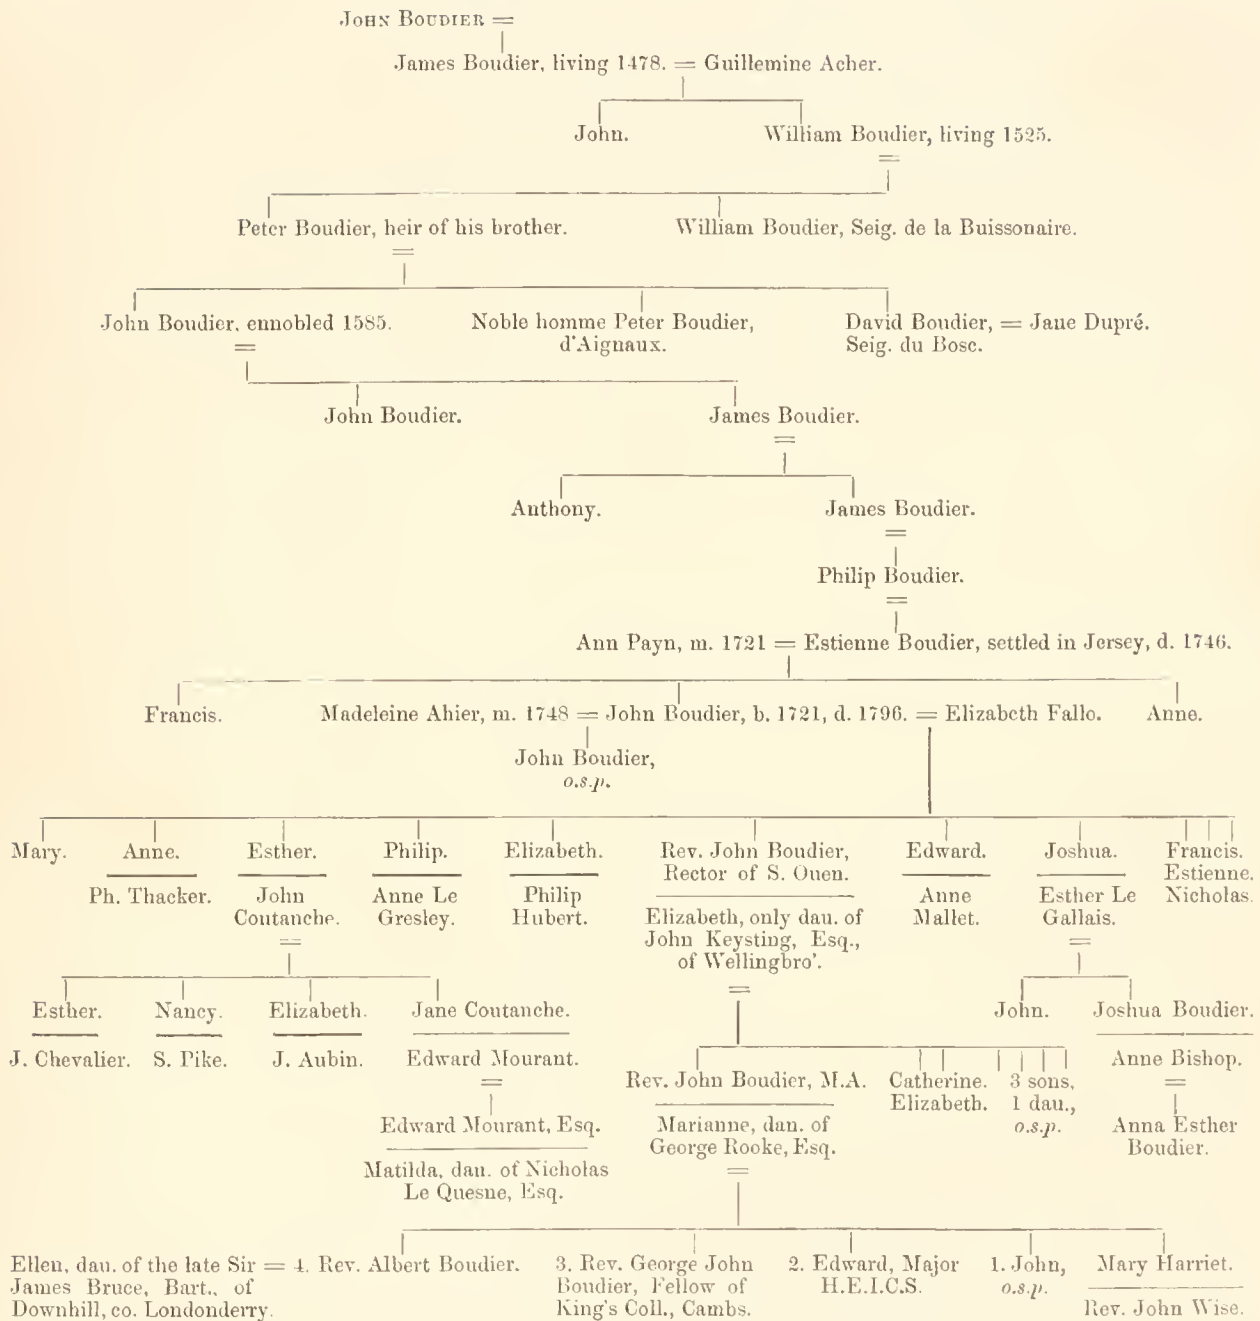 JOHN BOUDIER =
James Boudier, living 1478. = Guillemine Acher.
John. William Boudier, living 1525.
=
Peter Boudier, heir of his brother. William Boudier, Seig. de la Buissonaire.
=
John Boudier, ennobled 1585. Noble homme Peter Boudier, David Boudier, = Jane Dupré.
= d'Aignaux. Seig. du Bosc.
John Boudier. James Boudier.
=
Anthony. James Boudier.
=
Philip Boudier.
=
Ann Payn, m. 1721 = Estienne Boudier, settled in Jersey, d. 1746.
Francis. Madeleine Ahier, m. 1748 = John Boudier, b. 1721, d. 1796. = Elizabeth Fallo. Anne.
John Boudier,
o.s.p.
Mary. Anne. Esther. Philip. Elizabeth. Rev. John Boudier, Edward. Joshua. Francis.
Rector of S. Ouen. Estienne.
Ph. Thacker. John Anne Le Philip Anne Esther Le Nicholas.
Coutanche. Gresley. Hubert. Elizabeth, only dau. of Mallet. Gallais.
= John Keysting, Esq., =
of Wellingbro'.
=
Esther. Nancy. Elizabeth. Jane Coutanche. John. Joshua Boudier.
J. Chevalier. S. Pike. J. Aubin. Edward Mourant. Anne Bishop.
= Rev. John Boudier, M.A. Catherine. 3 sons, =
Elizabeth. 1 dau.,
Edward Mourant, Esq. Marianne, dau. of o.s.p. Anna Esther
George Rooke, Esq. Boudier.
Matilda, dau. of Nicholas =
Le Quesne, Esq.
Ellen, dau. of the late Sir = 4. Rev. Albert Boudier. 3. Rev. George John 2. Edward, Major 1. John, Mary Harriet.
James Bruce, Bart., of Boudier, Fellow of H.E.I.C.S. o.s.p.
Downhill, co. Londonderry. King's Coll., Cambs. Rev. John Wise.